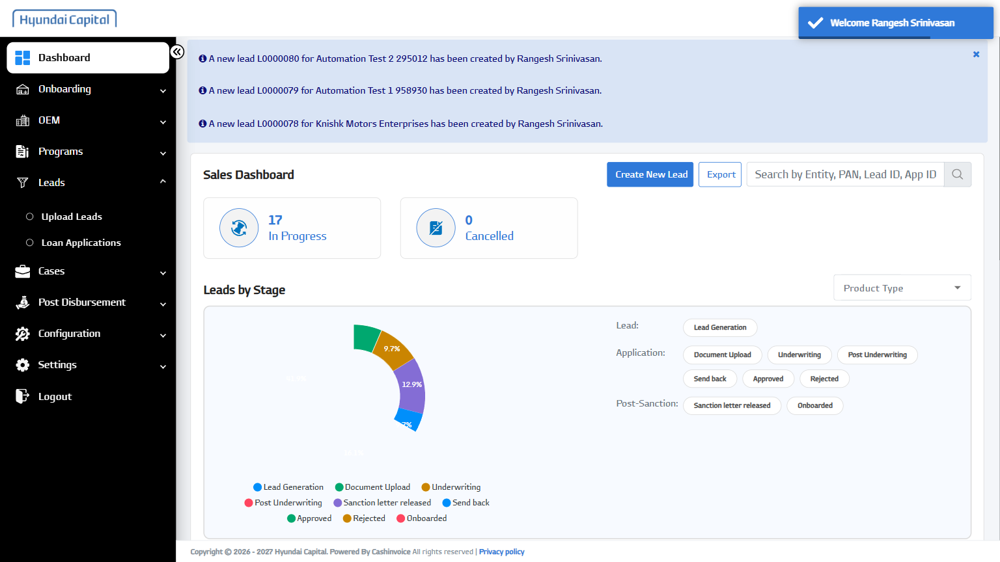 Hyundai Capital
Welcome Rangesh Srinivasan
Dashboard
Onboarding
OEM
Programs
Leads
Upload Leads
Loan Applications
Cases
Post Disbursement
Configuration
Settings
Logout
A new lead L0000080 for Automation Test 2 295012 has been created by Rangesh Srinivasan.
A new lead L0000079 for Automation Test 1 958930 has been created by Rangesh Srinivasan.
A new lead L0000078 for Knishk Motors Enterprises has been created by Rangesh Srinivasan.
Sales Dashboard
Create New Lead
Export
Search by Entity, PAN, Lead ID, App ID
17
In Progress
0
Cancelled
Leads by Stage
Product Type
9.7%
12.9%
7%
Lead Generation
Document Upload
Underwriting
Post Underwriting
Sanction letter released
Send back
Approved
Rejected
Onboarded
Lead:
Lead Generation
Application:
Document Upload
Underwriting
Post Underwriting
Send back
Approved
Rejected
Post-Sanction:
Sanction letter released
Onboarded
Copyright © 2026 - 2027 Hyundai Capital. Powered By Cashinvoice All rights reserved | Privacy policy